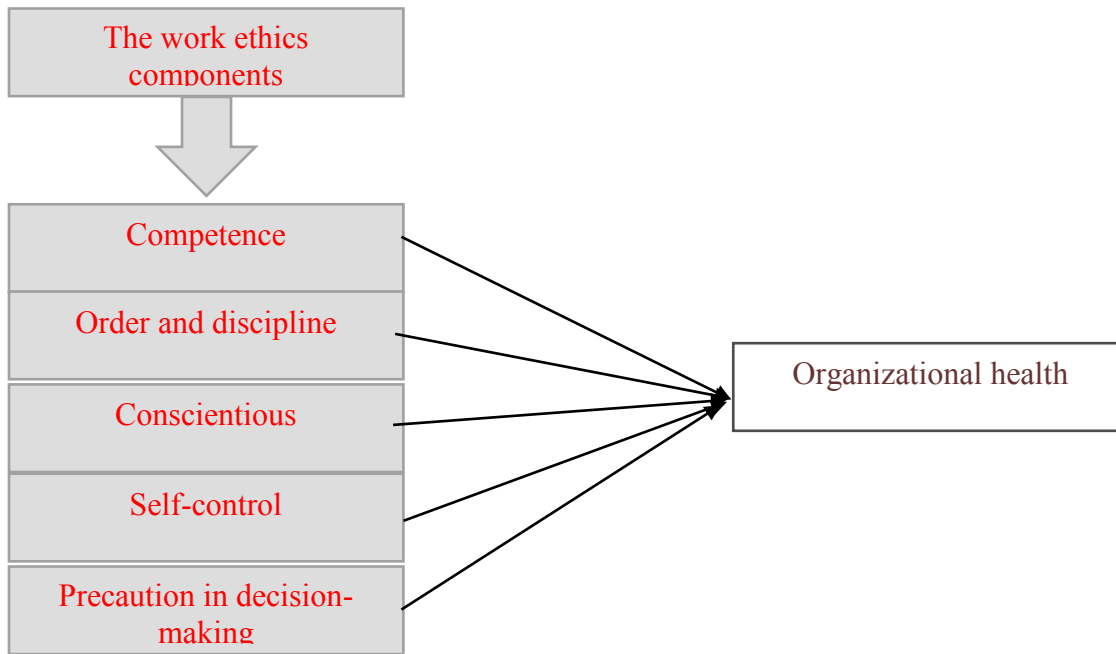 The work ethics
components
Competence
Order and discipline
Organizational health
Conscientious
Self-control
Precaution in decision-
making